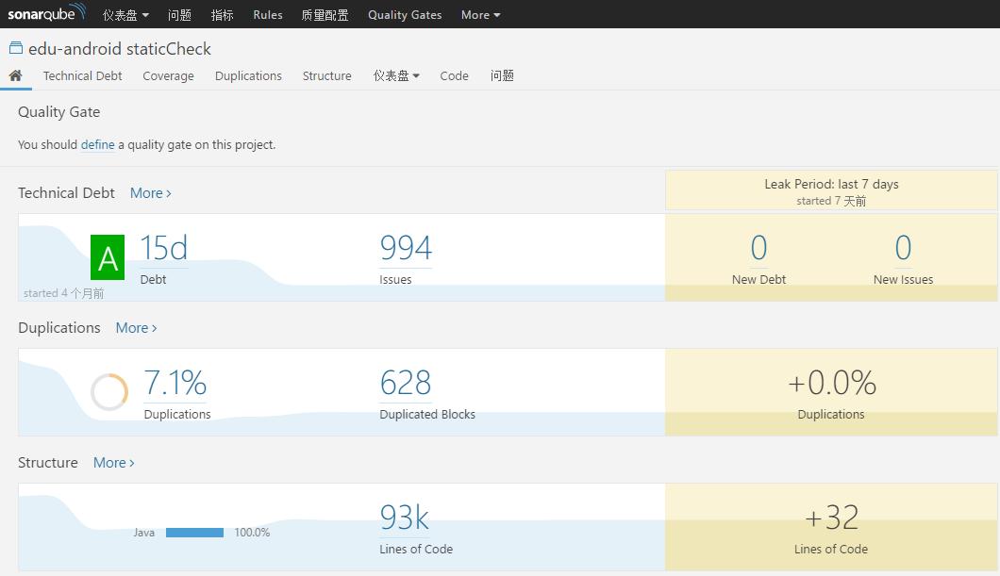 sonarqube 仪表盘 问题 指标 Rules 质量配置 Quality Gates More
edu-android staticCheck
Technical Debt Coverage Duplications Structure 仪表盘 Code 问题
Quality Gate
You should define a quality gate on this project.
Leak Period: last 7 days
started 7 天前
Technical Debt More >
A 15d 994 0 0
Debt Issues New Debt New Issues
started 4 个月前
Duplications More >
7.1% 628 +0.0%
Duplications Duplicated Blocks Duplications
Structure More >
93k +32
Java 100.0%
Lines of Code Lines of Code